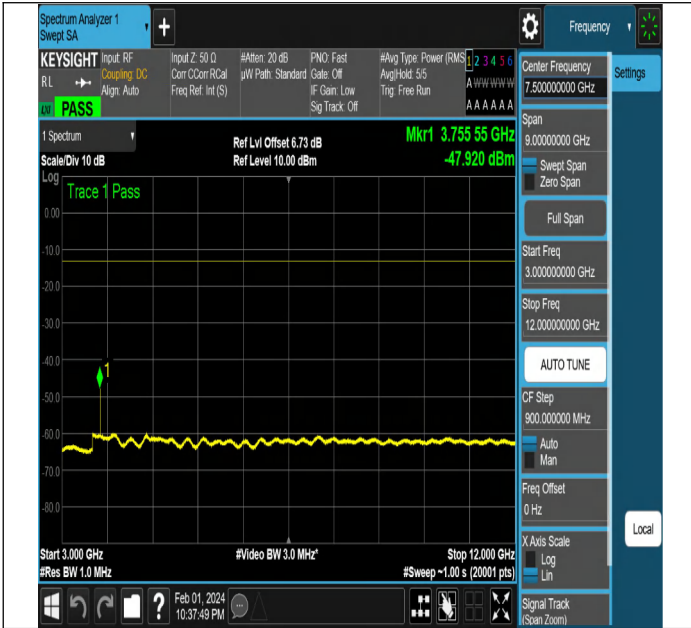 Spectrum Analyzer 1
Swept SA
+
Frequency
KEYSIGHT
RL
LXI PASS
Input: RF
Coupling: DC
Align: Auto
Input Z: 50 Ω
Corr CCorr RCal
Freq Ref: Int (S)
#Atten: 20 dB
µW Path: Standard
PNO: Fast
Gate: Off
IF Gain: Low
Sig Track: Off
#Avg Type: Power (RMS
Avg|Hold: 5/5
Trig: Free Run
1 2 3 4 5 6
A W W W W W
A A A A A A
1 Spectrum
Scale/Div 10 dB
Ref Lvl Offset 6.73 dB
Ref Level 10.00 dBm
Mkr1 3.755 55 GHz
-47.920 dBm
Log
Trace 1 Pass
0.00
-10.0
-20.0
-30.0
-40.0
1
-50.0
-60.0
-70.0
-80.0
Start 3.000 GHz
#Res BW 1.0 MHz
#Video BW 3.0 MHz*
Stop 12.000 GHz
#Sweep ~1.00 s (20001 pts)
?
Feb 01, 2024
10:37:49 PM
Center Frequency
7.500000000 GHz
Span
9.00000000 GHz
Swept Span
Zero Span
Full Span
Start Freq
3.000000000 GHz
Stop Freq
12.000000000 GHz
AUTO TUNE
CF Step
900.000000 MHz
Auto
Man
Freq Offset
0 Hz
X Axis Scale
Log
Lin
Signal Track
(Span Zoom)
Settings
Local